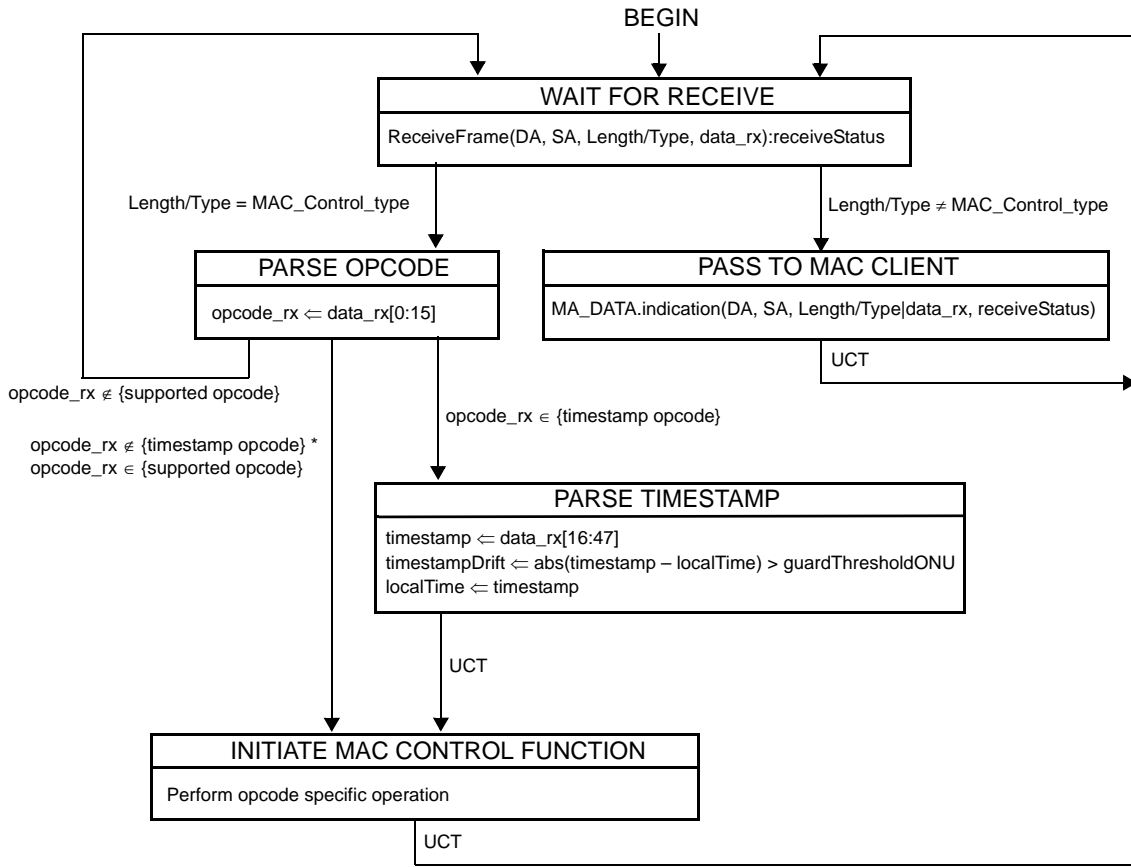 BEGIN
WAIT FOR RECEIVE
ReceiveFrame(DA, SA, Length/Type, data_rx):receiveStatus
Length/Type = MAC_Control_type
Length/Type ≠ MAC_Control_type
PARSE OPCODE
opcode_rx ⇐ data_rx[0:15]
PASS TO MAC CLIENT
MA_DATA.indication(DA, SA, Length/Type|data_rx, receiveStatus)
UCT
opcode_rx ∉ {supported opcode}
opcode_rx ∈ {timestamp opcode}
opcode_rx ∉ {timestamp opcode} *
opcode_rx ∈ {supported opcode}
PARSE TIMESTAMP
timestamp ⇐ data_rx[16:47]
timestampDrift ⇐ abs(timestamp – localTime) > guardThresholdONU
localTime ⇐ timestamp
UCT
INITIATE MAC CONTROL FUNCTION
Perform opcode specific operation
UCT